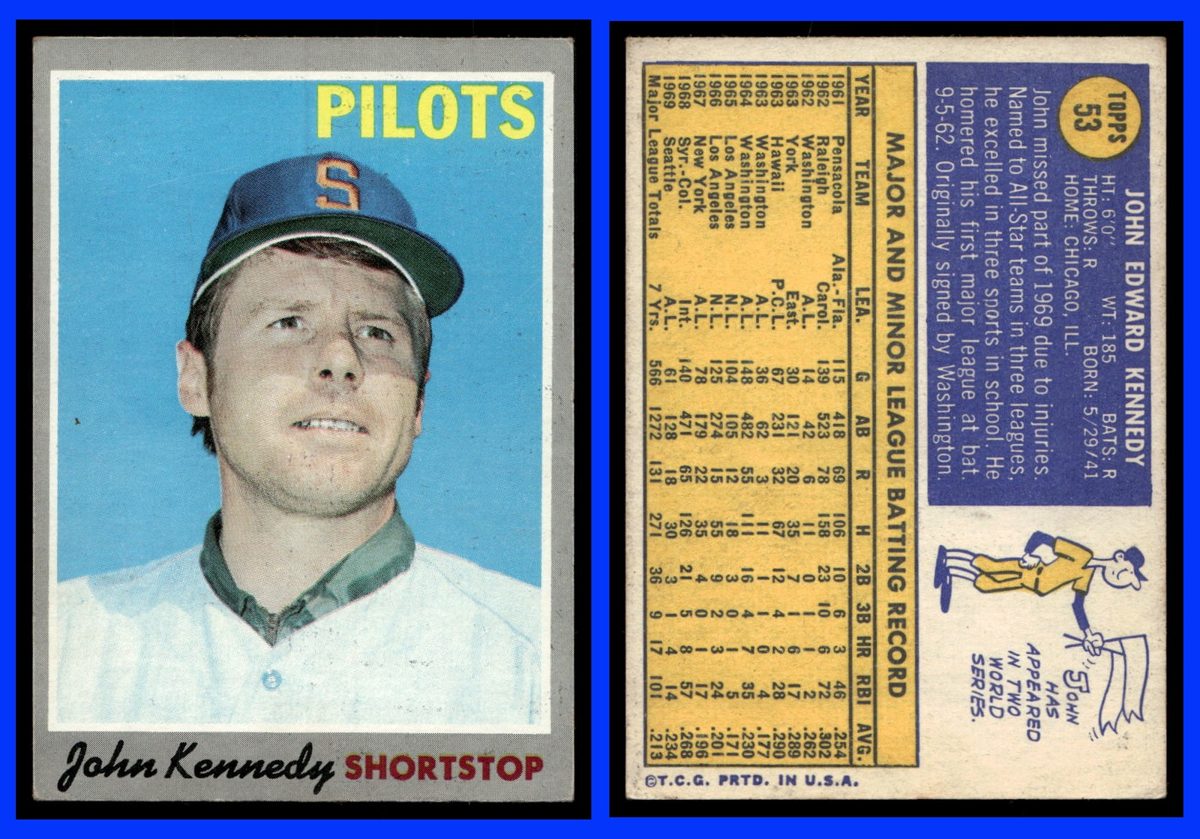 PILOTS
S
John Kennedy SHORTSTOP
TOPPS
53
JOHN EDWARD KENNEDY
HT: 6'0" WT: 185 BATS: R
THROWS: R BORN: 5/29/41
HOME: CHICAGO, ILL.
John missed part of 1969 due to injuries.
Named to All-Star teams in three leagues,
he excelled in three sports in school. He
homered his first major league at bat.
9-5-62. Originally signed by Washington.
JOHN
HAS
APPEARED
IN TWO
WORLD
SERIES.
MAJOR AND MINOR LEAGUE BATTING RECORD
YEAR TEAM LEA. G AB R H 2B 3B HR RBI AVG.
1961 Pensacola Ala.-Fla. 115 418 69 106 10 6 3 46 .254
1962 Raleigh Carol. 139 523 78 158 23 10 6 72 .302
1962 Washington A.L. 14 42 6 11 0 1 1 2 .262
1963 York East. 30 121 20 35 7 1 6 17 .289
1963 Hawaii P.C.L. 67 231 32 67 12 4 2 28 .290
1963 Washington A.L. 36 62 3 11 1 1 0 4 .177
1964 Washington A.L. 148 482 55 111 16 4 7 35 .230
1965 Los Angeles N.L. 104 105 12 18 3 0 1 5 .171
1966 Los Angeles N.L. 125 274 15 55 9 2 3 24 .201
1967 New York A.L. 78 179 22 35 4 0 1 17 .196
1968 Syr.-Col. Int. 140 471 65 126 21 5 8 57 .268
1969 Seattle A.L. 61 128 18 30 3 1 4 14 .234
Major League Totals 7 Yrs. 566 1272 131 271 36 9 17 101 .213
©T.C.G. PRTD. IN U.S.A.